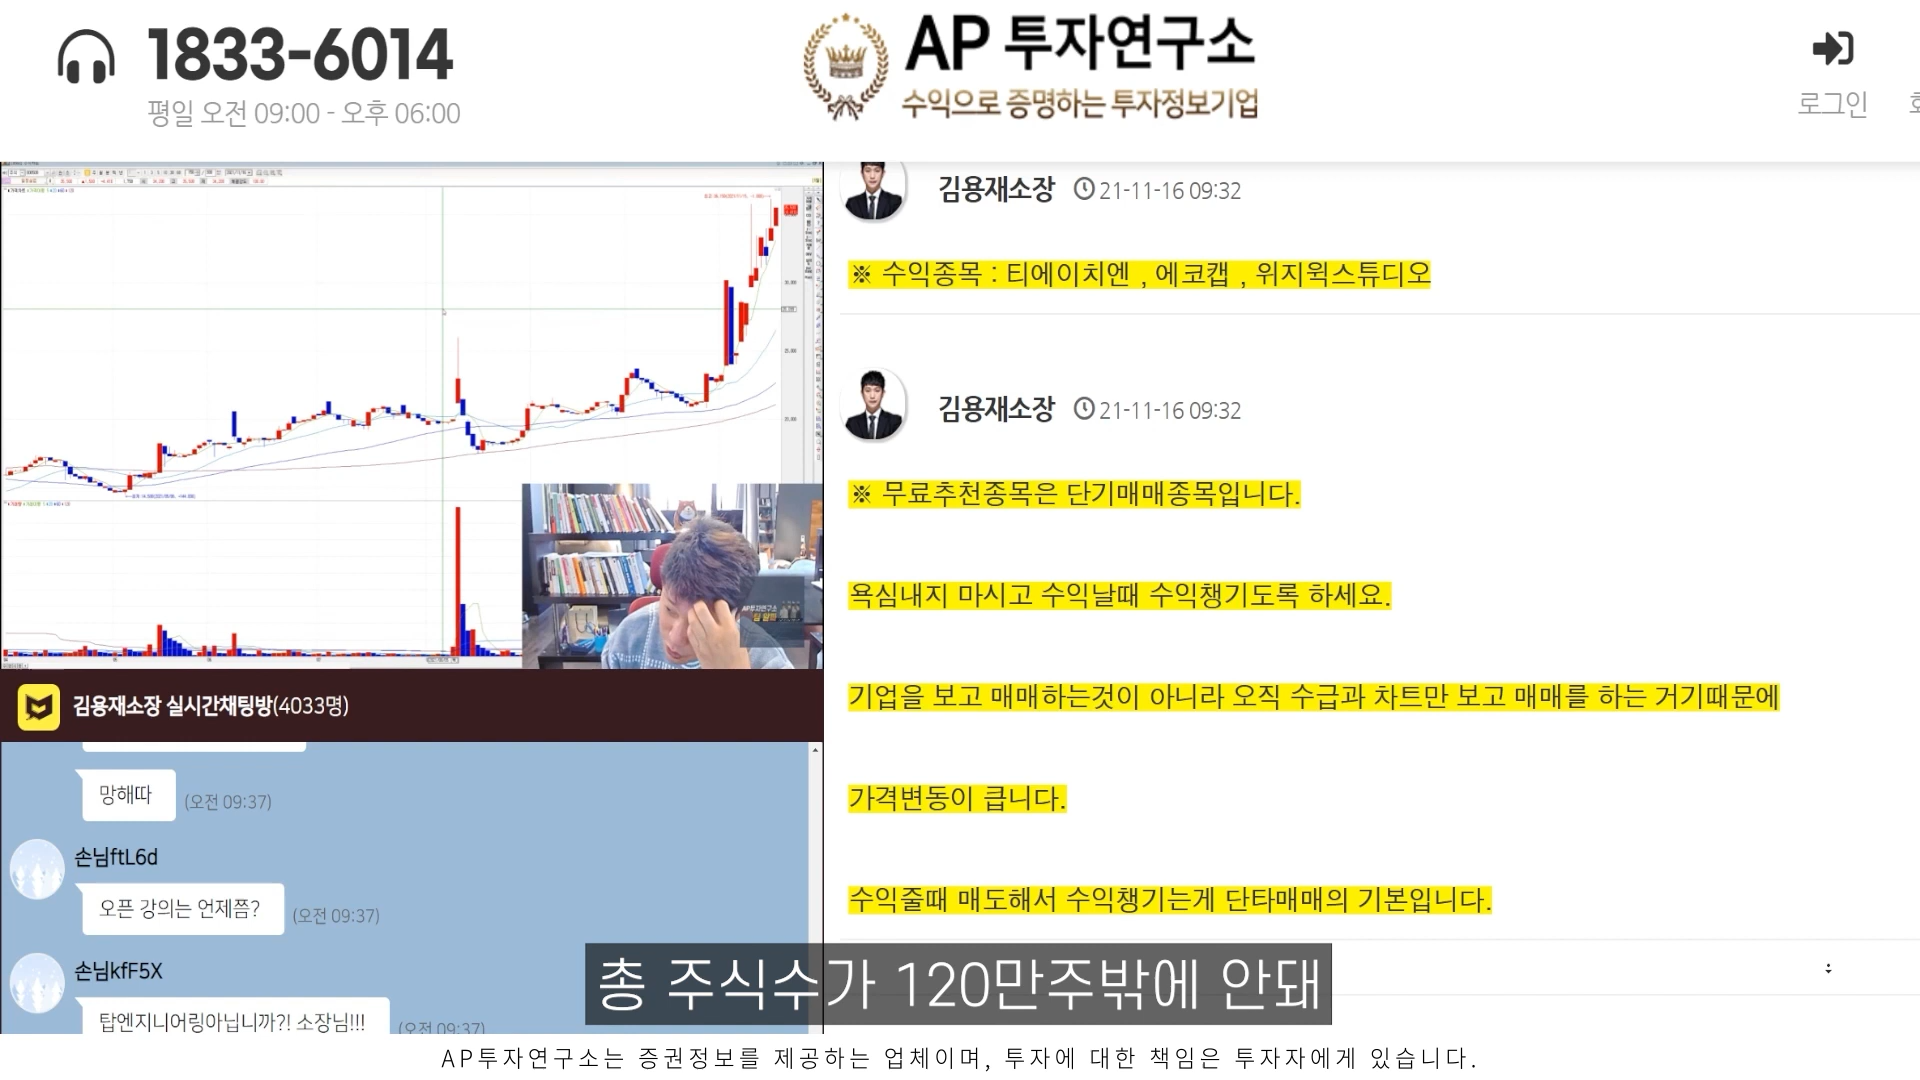 1833-6014
평일 오전 09:00 - 오후 06:00
AP 투자연구소
수익으로 증명하는 투자정보기업
로그인
김용재소장 21-11-16 09:32
※ 수익종목 : 티에이치엔 , 에코캡 , 위지윅스튜디오
김용재소장 21-11-16 09:32
※ 무료추천종목은 단기매매종목입니다.
욕심내지 마시고 수익날때 수익챙기도록 하세요.
기업을 보고 매매하는것이 아니라 오직 수급과 차트만 보고 매매를 하는 거기때문에
가격변동이 큽니다.
수익줄때 매도해서 수익챙기는게 단타매매의 기본입니다.
김용재소장 실시간채팅방(4033명)
망해따
(오전 09:37)
손님ftL6d
오픈 강의는 언제쯤?
(오전 09:37)
손님kfF5X
탑엔지니어링아닙니까?! 소장님!!!
(오전 09:37)
총 주식수가 120만주밖에 안돼
AP투자연구소는 증권정보를 제공하는 업체이며, 투자에 대한 책임은 투자자에게 있습니다.